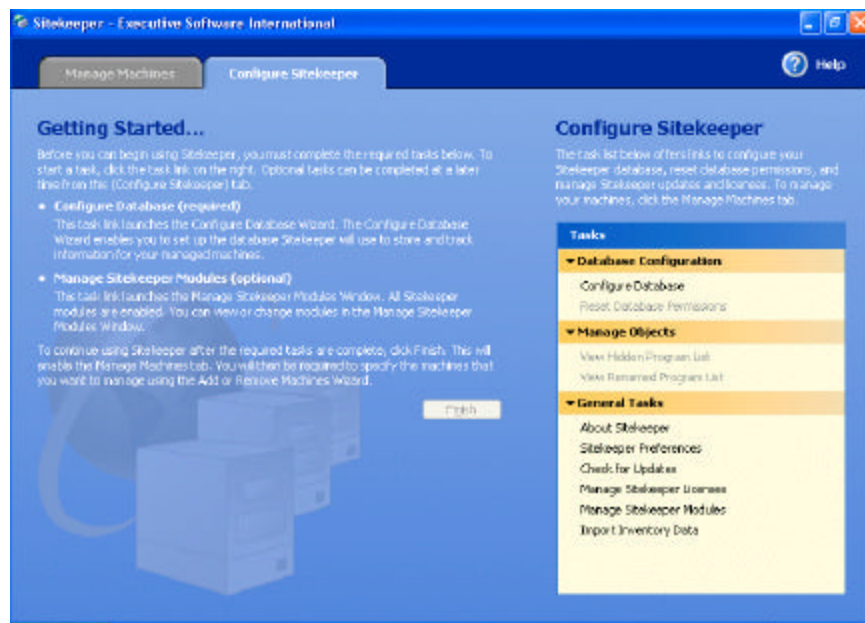 Sitekeeper - Executive Software International
Manage Machines
Configure Sitekeeper
Help
Getting Started...
Before you can begin using Sitekeeper, you must complete the required tasks below. To
start a task, click the task link on the right. Optional tasks can be completed at a later
time from this (Configure Sitekeeper) tab.
• Configure Database (required)
This task link launches the Configure Database Wizard. The Configure Database
Wizard enables you to set up the database Sitekeeper will use to store and track
information for your managed machines.
• Manage Sitekeeper Modules (optional)
This task link launches the Manage Sitekeeper Modules Window. All Sitekeeper
modules are enabled. You can view or change modules in the Manage Sitekeeper
Modules Window.
To continue using Sitekeeper after the required tasks are complete, click Finish. This will
enable the Manage Machines tab. You will then be required to specify the machines that
you want to manage using the Add or Remove Machines Wizard.
Finish
Configure Sitekeeper
The task list below offers links to configure your
Sitekeeper database, reset database permissions, and
manage Sitekeeper updates and licenses. To manage
your machines, click the Manage Machines tab.
Tasks
Database Configuration
Configure Database
Reset Database Permissions
Manage Objects
View Hidden Program List
View Renamed Program List
General Tasks
About Sitekeeper
Sitekeeper Preferences
Check for Updates
Manage Sitekeeper Licenses
Manage Sitekeeper Modules
Import Inventory Data